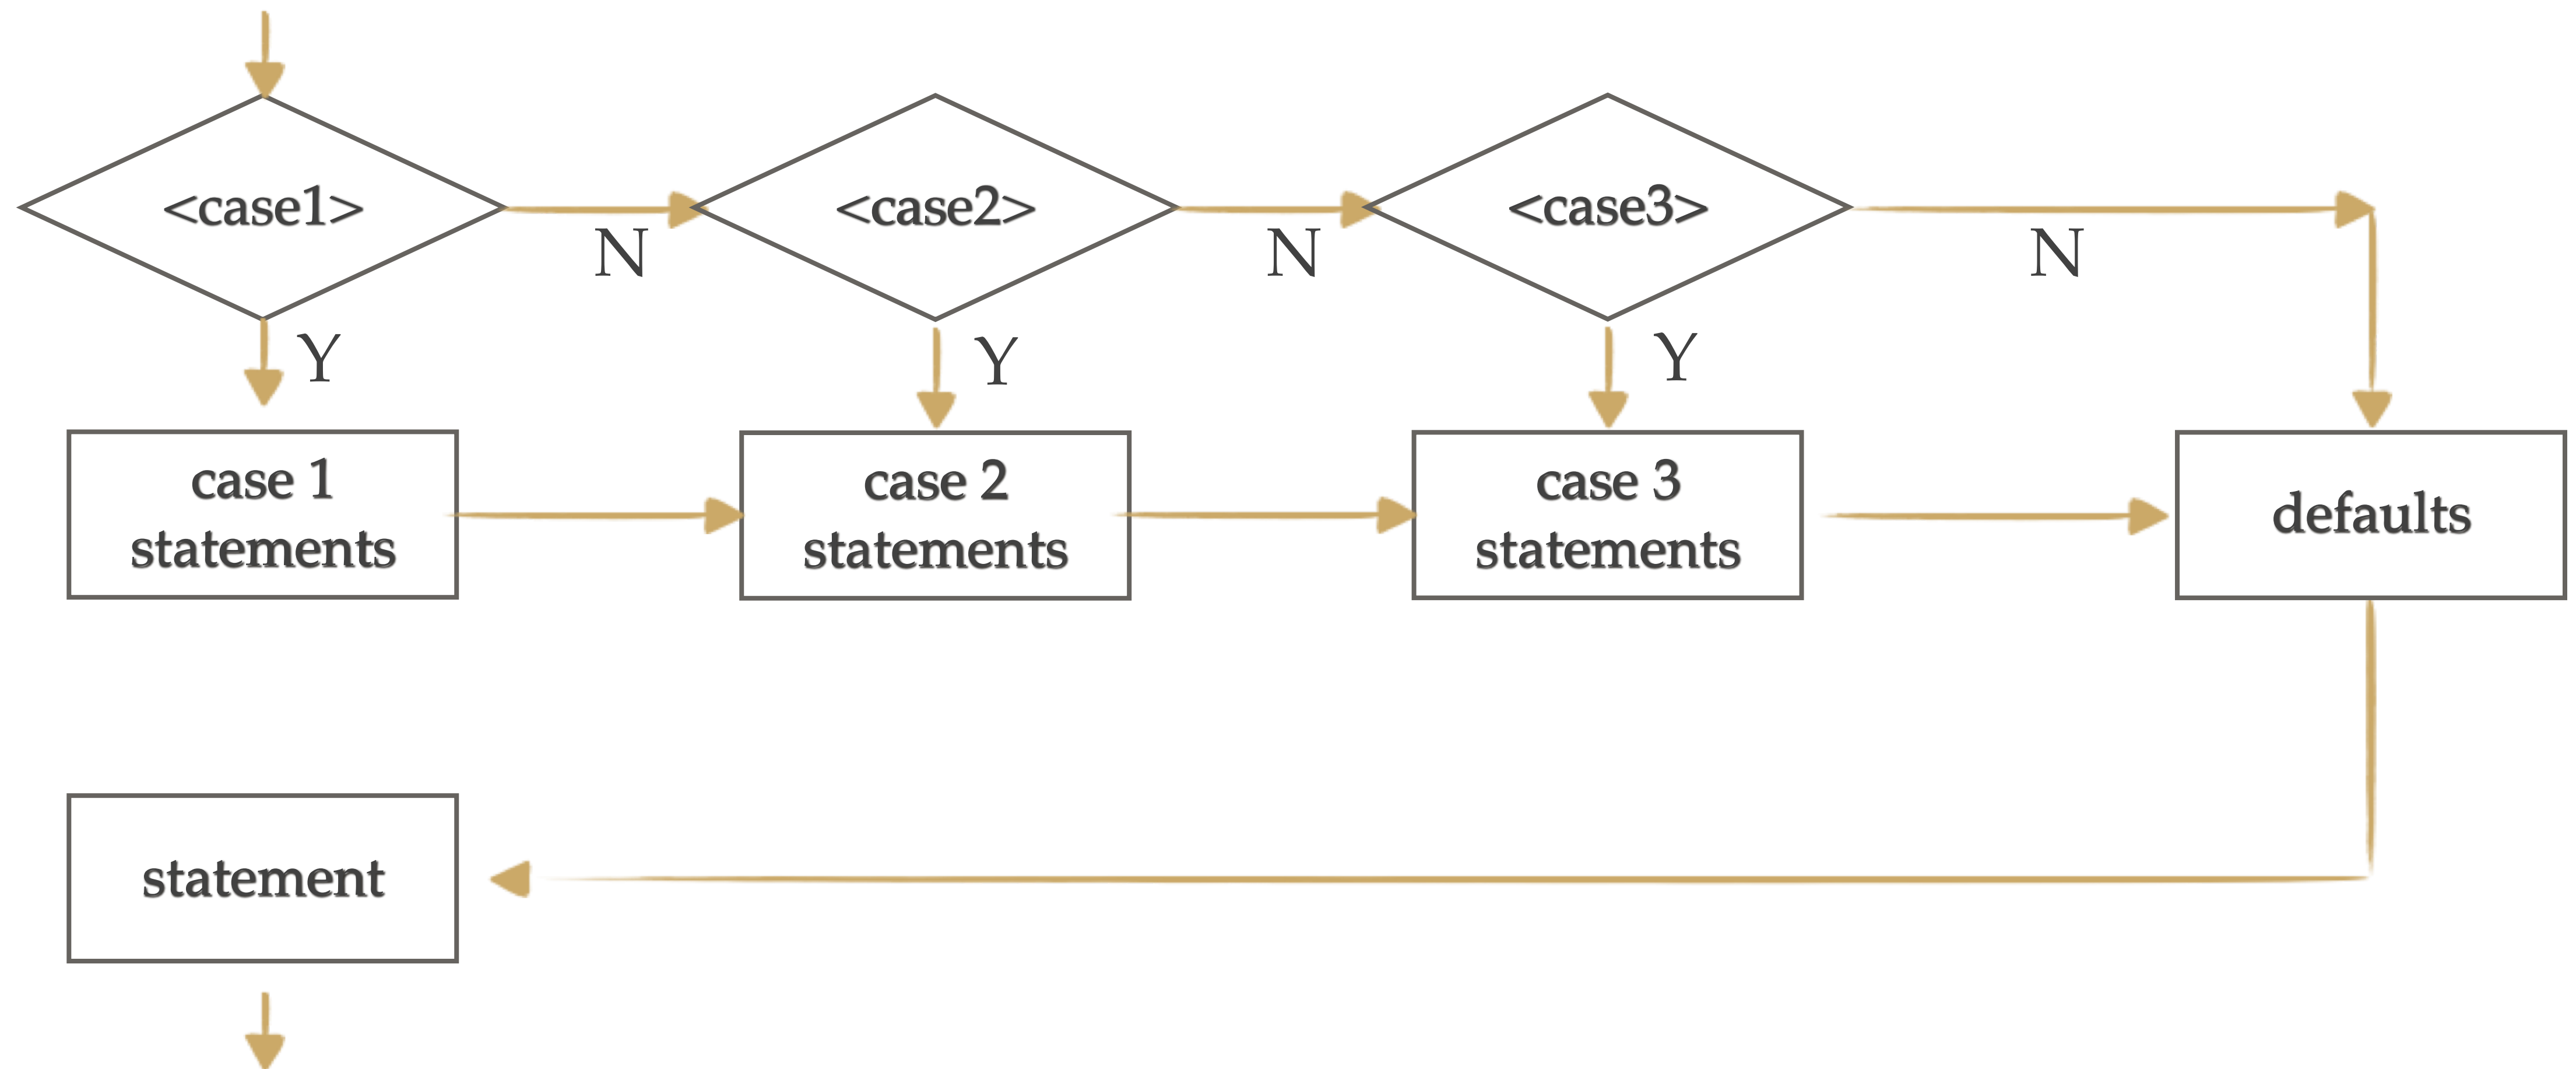 <case1>
N
<case2>
N
<case3>
N
Y
Y
Y
case 1
statements
case 2
statements
case 3
statements
defaults
statement